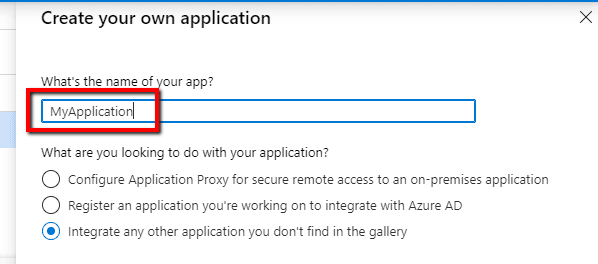 Create your own application
What's the name of your app?
MyApplication
What are you looking to do with your application?
Configure Application Proxy for secure remote access to an on-premises application
Register an application you're working on to integrate with Azure AD
Integrate any other application you don't find in the gallery